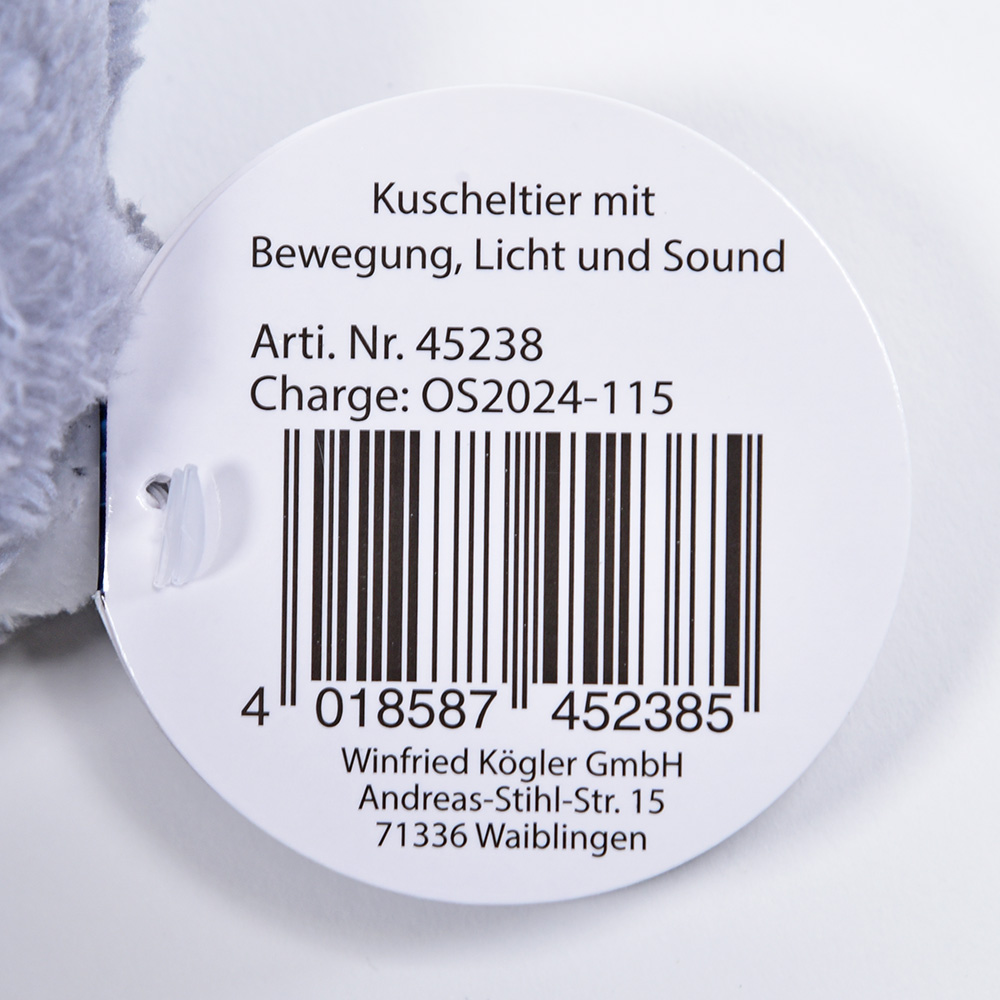 Kuscheltier mit
Bewegung, Licht und Sound
Arti. Nr. 45238
Charge: OS2024-115
4 018587 452385
Winfried Kögler GmbH
Andreas-Stihl-Str. 15
71336 Waiblingen